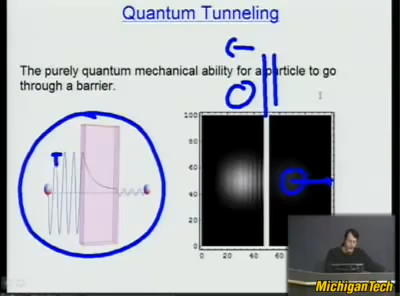 Quantum Tunneling
The purely quantum mechanical ability for a particle to go
through a barrier.
100
80
60
40
20
0
0 20 40 60
MichiganTech